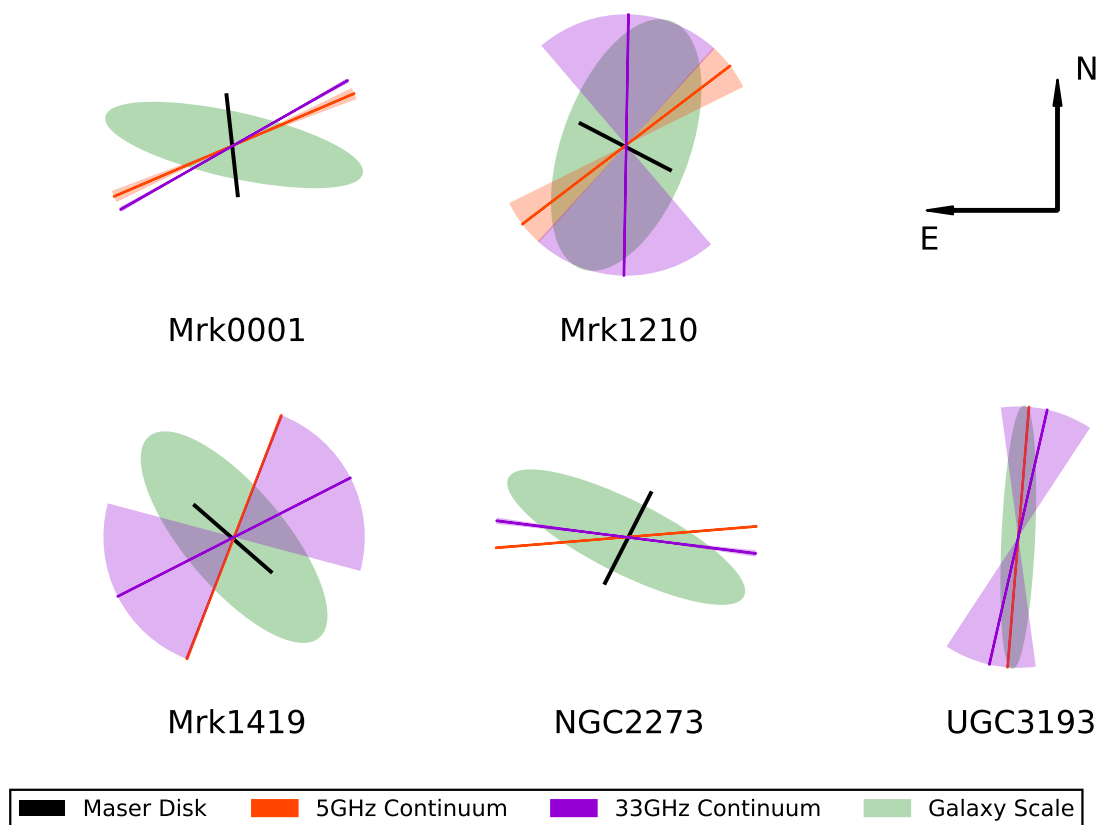 N
E
Mrk0001
Mrk1210
Mrk1419
NGC2273
UGC3193
Maser Disk
5GHz Continuum
33GHz Continuum
Galaxy Scale